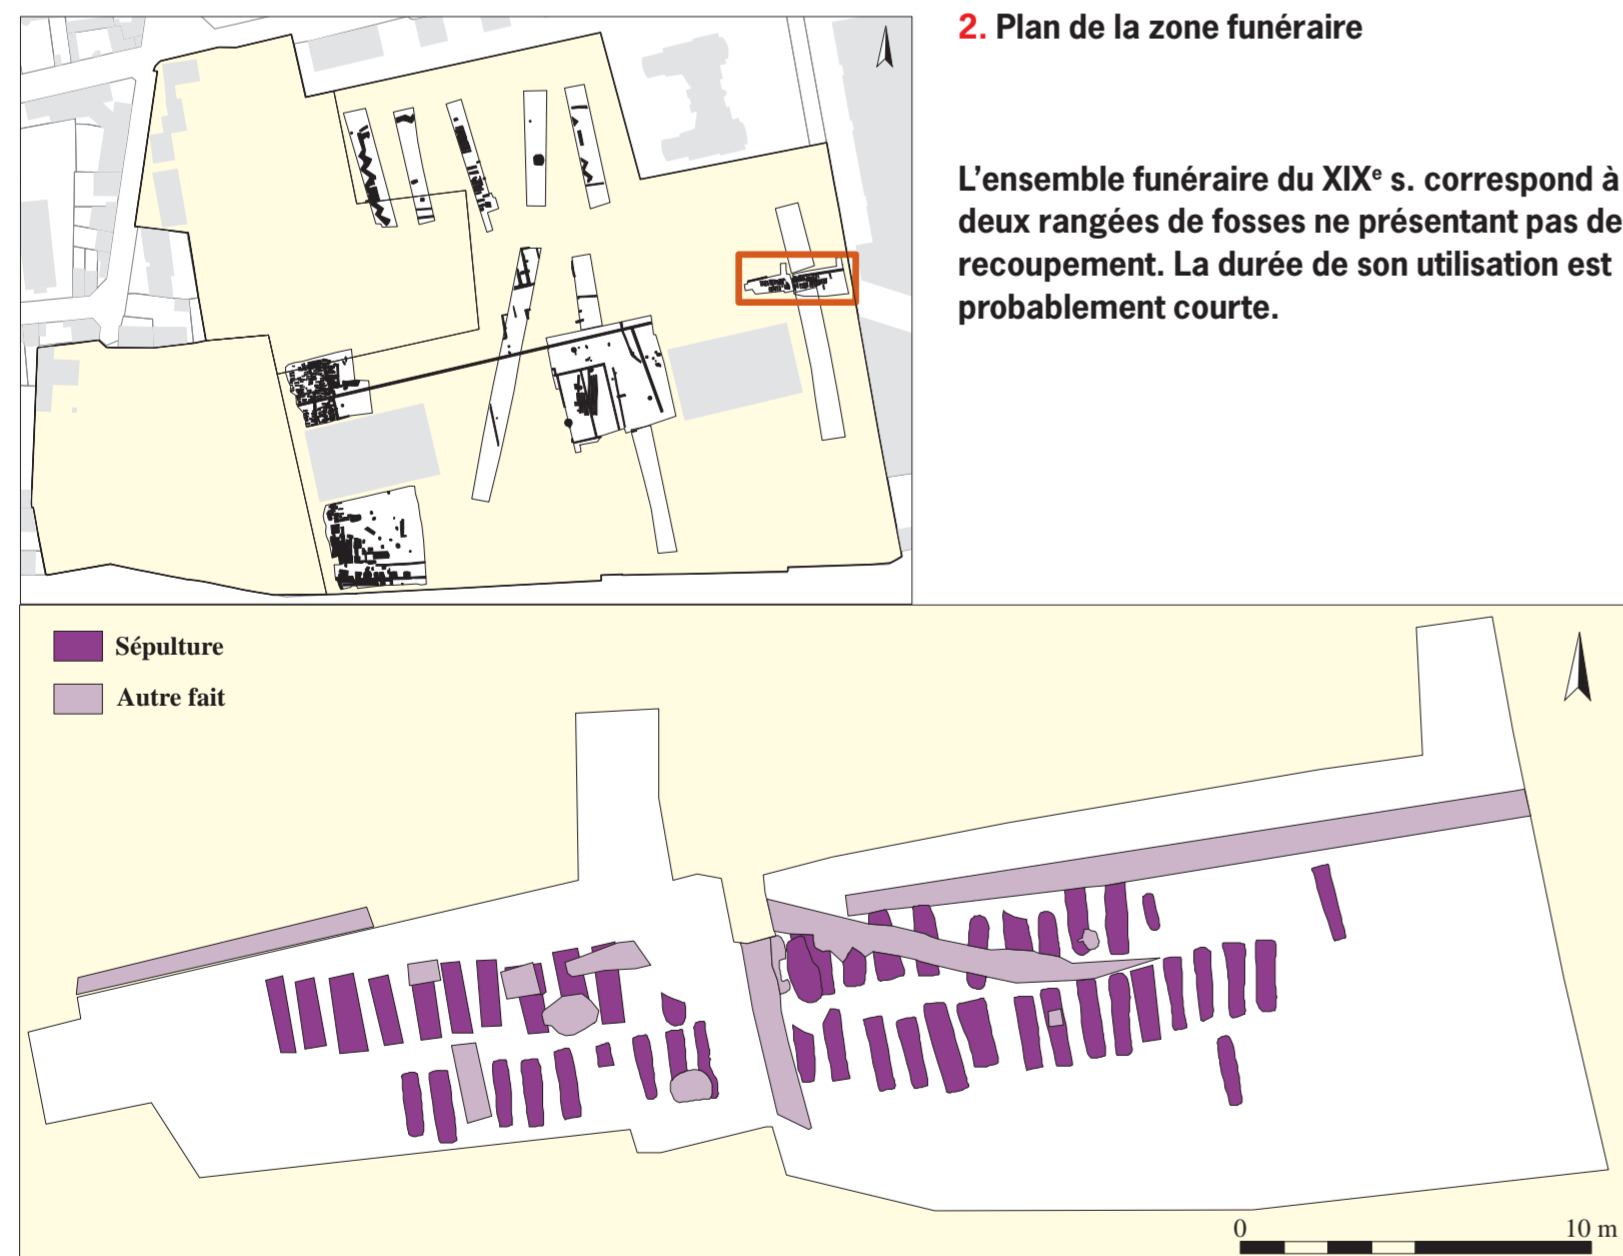 2. Plan de la zone funéraire
L'ensemble funéraire du XIXᵉ s. correspond à
deux rangées de fosses ne présentant pas de
recoupement. La durée de son utilisation est
probablement courte.
Sépulture
Autre fait
0 10 m